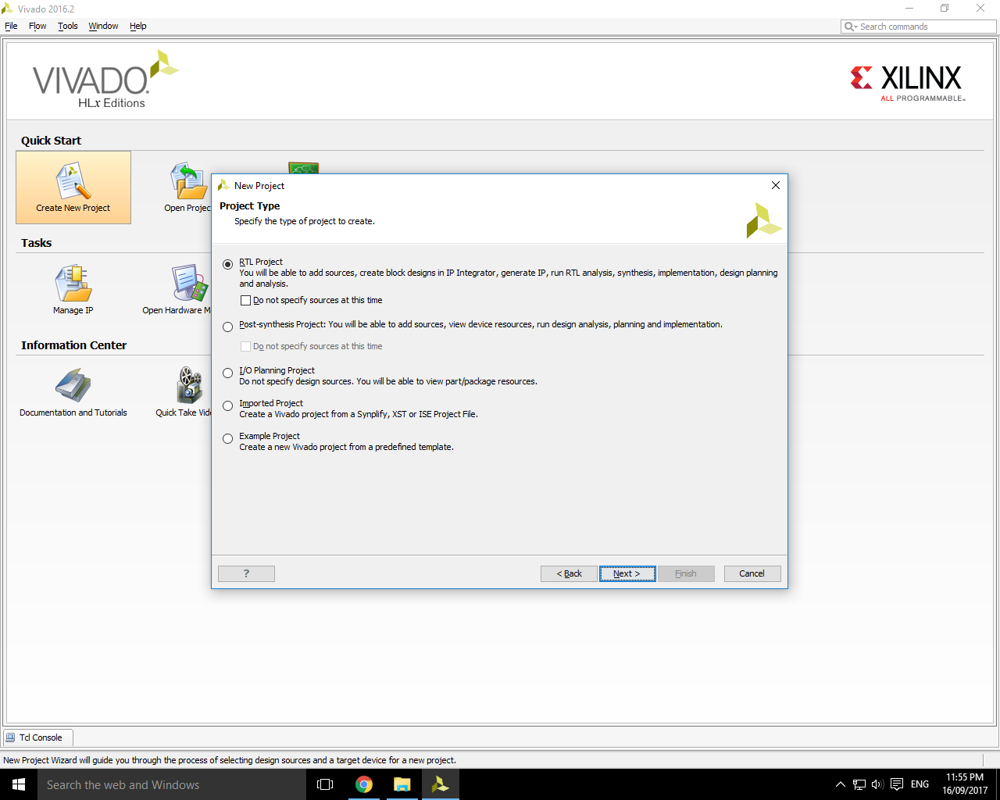 Vivado 2016.2
File Flow Tools Window Help
Search commands
VIVADO.
HLx Editions
XILINX
ALL PROGRAMMABLE™
Quick Start
Create New Project
Open Projec
Tasks
Manage IP
Open Hardware M
Information Center
Documentation and Tutorials
Quick Take Vide
New Project
Project Type
Specify the type of project to create.
RTL Project
You will be able to add sources, create block designs in IP Integrator, generate IP, run RTL analysis, synthesis, implementation, design planning
and analysis.
Do not specify sources at this time
Post-synthesis Project: You will be able to add sources, view device resources, run design analysis, planning and implementation.
Do not specify sources at this time
I/O Planning Project
Do not specify design sources. You will be able to view part/package resources.
Imported Project
Create a Vivado project from a Synplify, XST or ISE Project File.
Example Project
Create a new Vivado project from a predefined template.
? < Back Next > Finish Cancel
Tcl Console
New Project Wizard will guide you through the process of selecting design sources and a target device for a new project.
Search the web and Windows
ENG
11:55 PM
16/09/2017